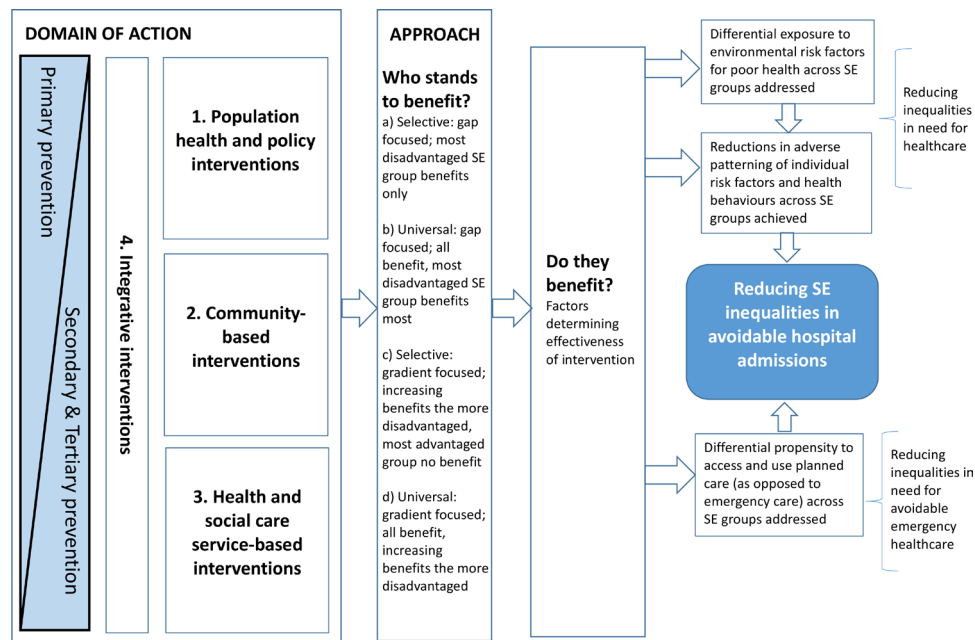 DOMAIN OF ACTION
Primary prevention
Secondary & Tertiary prevention
4. Integrative interventions
1. Population
health and policy
interventions
2. Community-
based
interventions
3. Health and
social care
service-based
interventions
APPROACH
Who stands
to benefit?
a) Selective: gap
focused; most
disadvantaged SE
group benefits
only
b) Universal: gap
focused; all
benefit, most
disadvantaged SE
group benefits
most
c) Selective:
gradient focused;
increasing
benefits the more
disadvantaged,
most advantaged
group no benefit
d) Universal:
gradient focused;
all benefit,
increasing
benefits the more
disadvantaged
Do they
benefit?
Factors
determining
effectiveness
of intervention
Differential exposure to
environmental risk factors
for poor health across SE
groups addressed
Reductions in adverse
patterning of individual
risk factors and health
behaviours across SE
groups achieved
Reducing
inequalities
in need for
healthcare
Reducing SE
inequalities in
avoidable hospital
admissions
Differential propensity to
access and use planned
care (as opposed to
emergency care) across
SE groups addressed
Reducing
inequalities in
need for
avoidable
emergency
healthcare